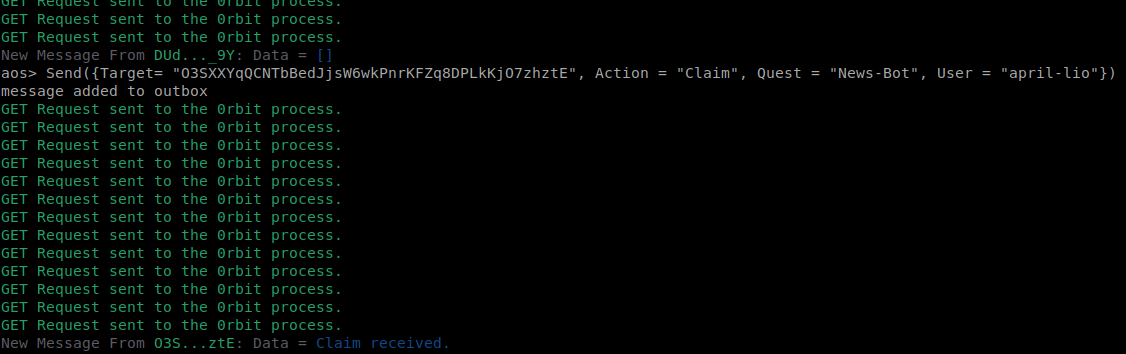 GET Request sent to the 0rbit process.
GET Request sent to the 0rbit process.
GET Request sent to the 0rbit process.
New Message From DUd..._9Y: Data = []
aos> Send({Target= "O3SXXYqQCNTbBedJjsW6wkPnrKFZq8DPLkKjO7zhztE", Action = "Claim", Quest = "News-Bot", User = "april-lio"})
message added to outbox
GET Request sent to the 0rbit process.
GET Request sent to the 0rbit process.
GET Request sent to the 0rbit process.
GET Request sent to the 0rbit process.
GET Request sent to the 0rbit process.
GET Request sent to the 0rbit process.
GET Request sent to the 0rbit process.
GET Request sent to the 0rbit process.
GET Request sent to the 0rbit process.
GET Request sent to the 0rbit process.
GET Request sent to the 0rbit process.
GET Request sent to the 0rbit process.
GET Request sent to the 0rbit process.
New Message From O3S...ztE: Data = Claim received.